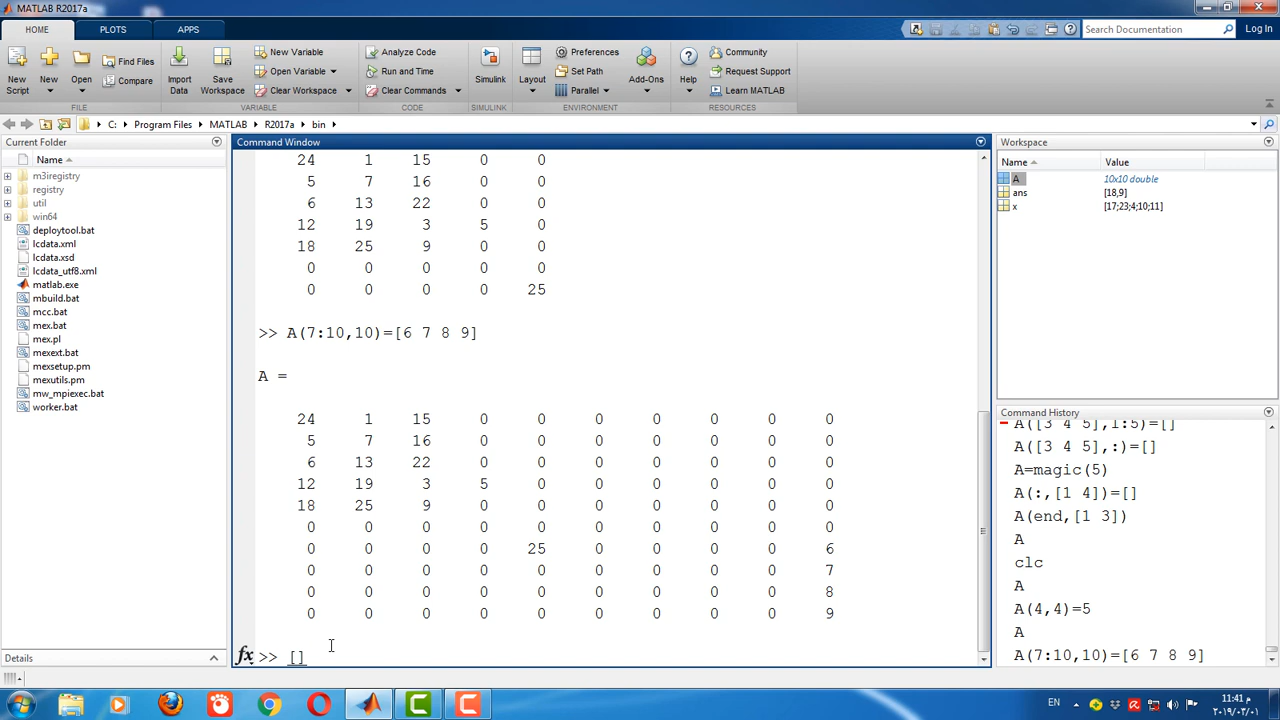 MATLAB R2017a
HOME PLOTS APPS
Search Documentation Log In
New Script New Open Find Files Compare
Import Data Save Workspace New Variable Open Variable Clear Workspace
Analyze Code Run and Time Clear Commands
Simulink Layout Preferences Set Path Parallel Add-Ons
Help Community Request Support Learn MATLAB
FILE VARIABLE CODE SIMULINK ENVIRONMENT RESOURCES
C: Program Files MATLAB R2017a bin
Current Folder
Name
m3iregistry
registry
util
win64
deploytool.bat
lcdata.xml
lcdata.xsd
lcdata_utf8.xml
matlab.exe
mbuild.bat
mcc.bat
mex.bat
mex.pl
mexext.bat
mexsetup.pm
mexutils.pm
mw_mpiexec.bat
worker.bat
Details
Command Window
24 1 15 0 0
5 7 16 0 0
6 13 22 0 0
12 19 3 5 0
18 25 9 0 0
0 0 0 0 0
0 0 0 0 25
>> A(7:10,10)=[6 7 8 9]
A =
24 1 15 0 0 0 0 0 0 0
5 7 16 0 0 0 0 0 0 0
6 13 22 0 0 0 0 0 0 0
12 19 3 5 0 0 0 0 0 0
18 25 9 0 0 0 0 0 0 0
0 0 0 0 0 0 0 0 0 0
0 0 0 0 25 0 0 0 0 6
0 0 0 0 0 0 0 0 0 7
0 0 0 0 0 0 0 0 0 8
0 0 0 0 0 0 0 0 0 9
fx >> []
Workspace
Name Value
A 10x10 double
ans [18,9]
x [17;23;4;10;11]
Command History
A([3 4 5],1:5)=[]
A([3 4 5],:)=[]
A=magic(5)
A(:,[1 4])=[]
A(end,[1 3])
A
clc
A
A(4,4)=5
A
A(7:10,10)=[6 7 8 9]
EN
11:41 م
٢٠١٩/٠٣/٠١